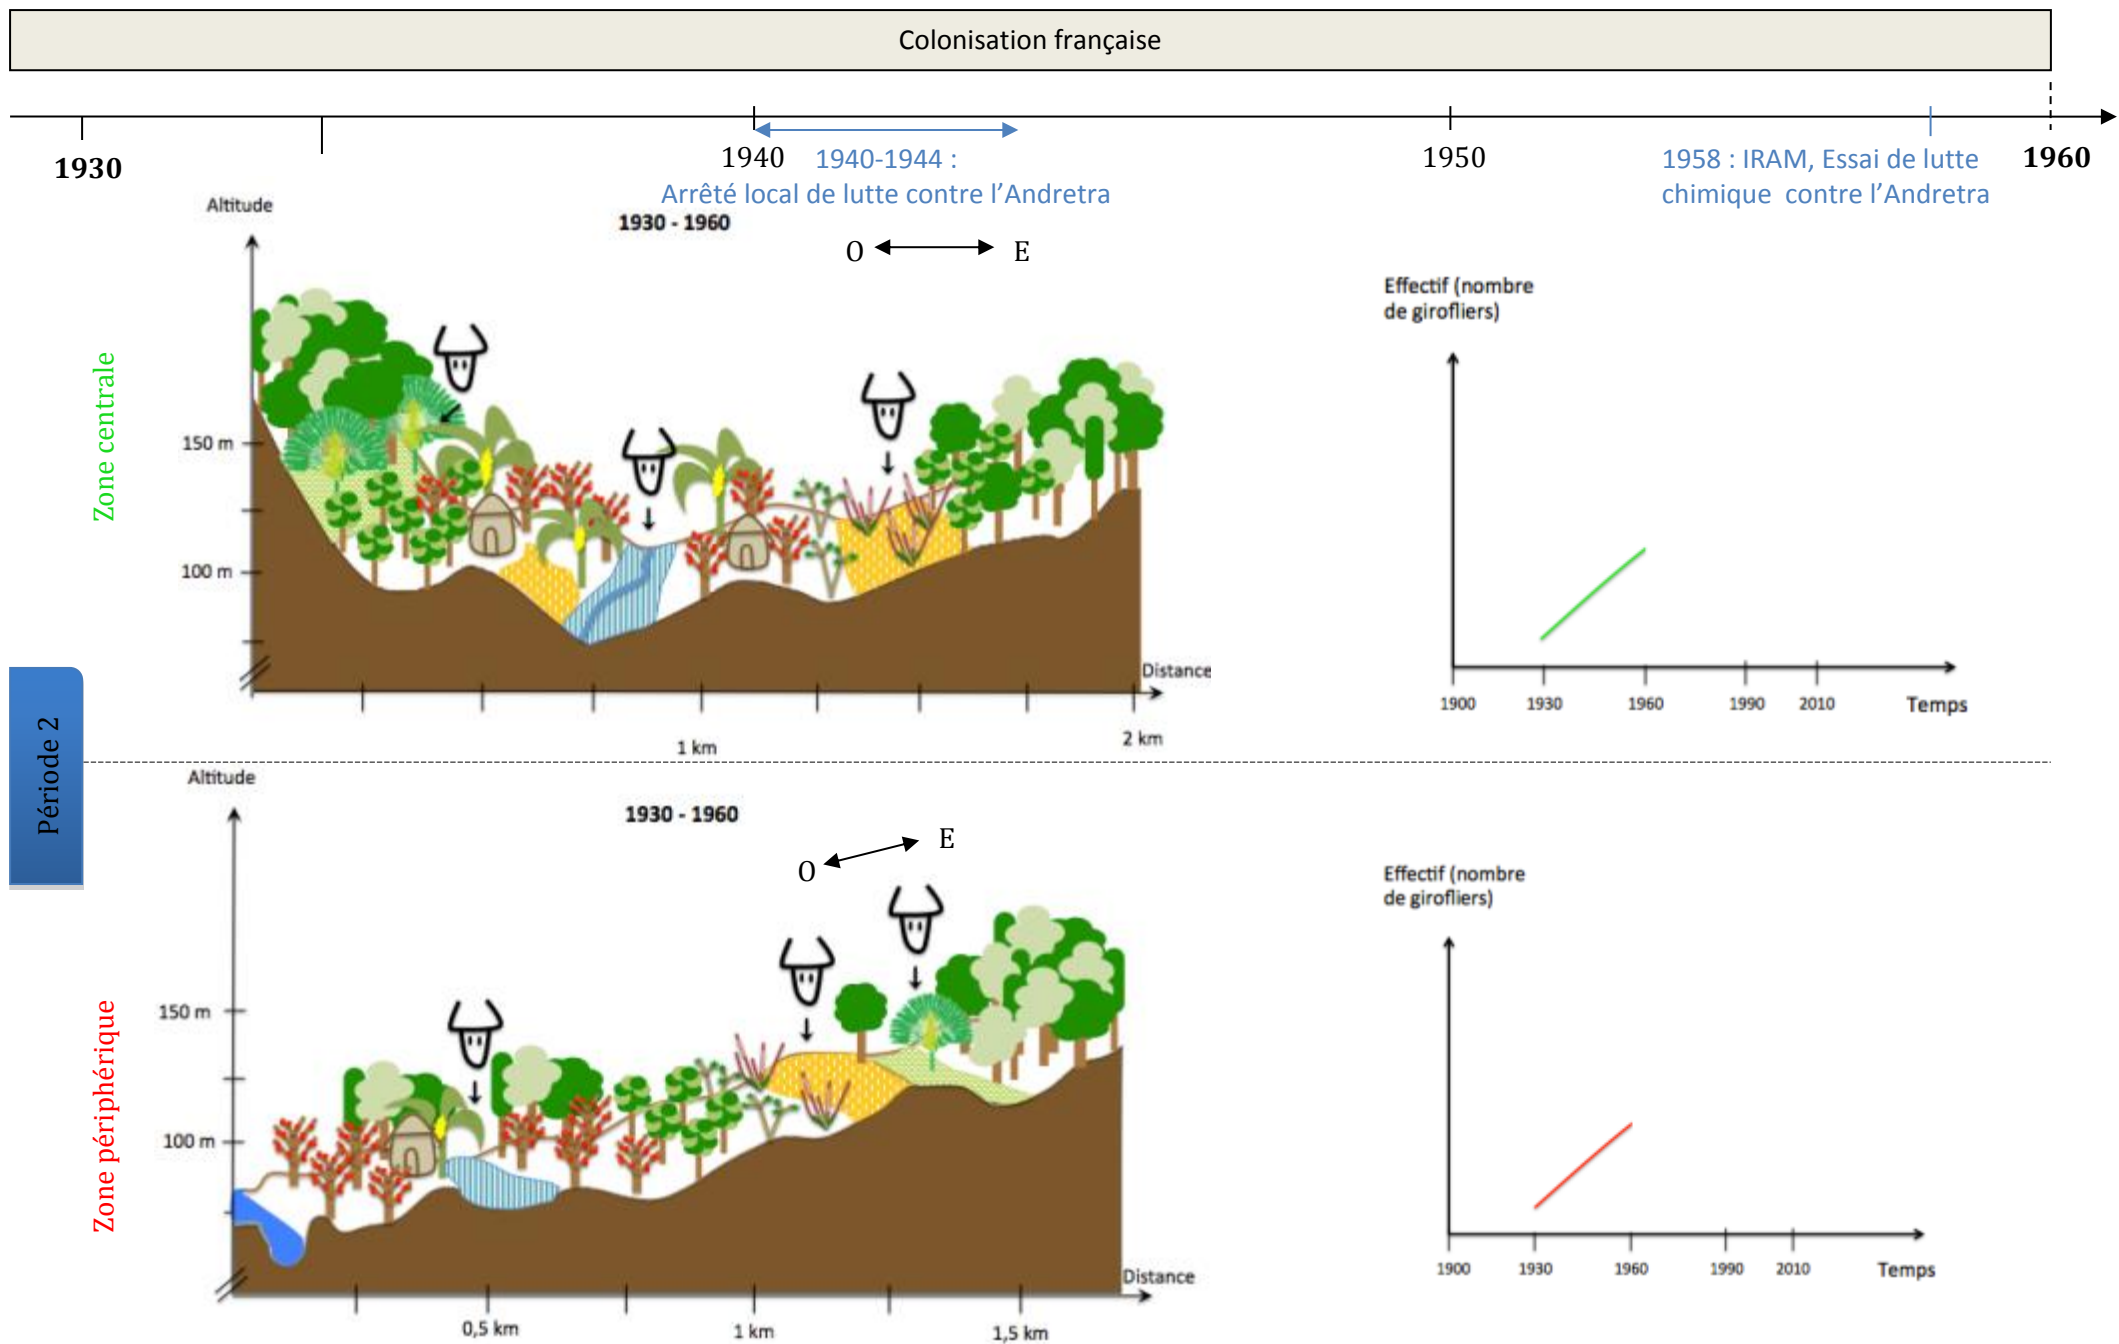 Colonisation française
1930
1940
1940-1944 :
Arrêté local de lutte contre l’Andretra
1950
1958 : IRAM, Essai de lutte
chimique contre l’Andretra
1960
Altitude
1930 - 1960
O
E
Zone centrale
150 m
100 m
Distance
1 km
2 km
Effectif (nombre
de girofliers)
1900
1930
1960
1990
2010
Temps
Période 2
Altitude
1930 - 1960
O
E
Zone périphérique
150 m
100 m
Distance
0,5 km
1 km
1,5 km
Effectif (nombre
de girofliers)
1900
1930
1960
1990
2010
Temps